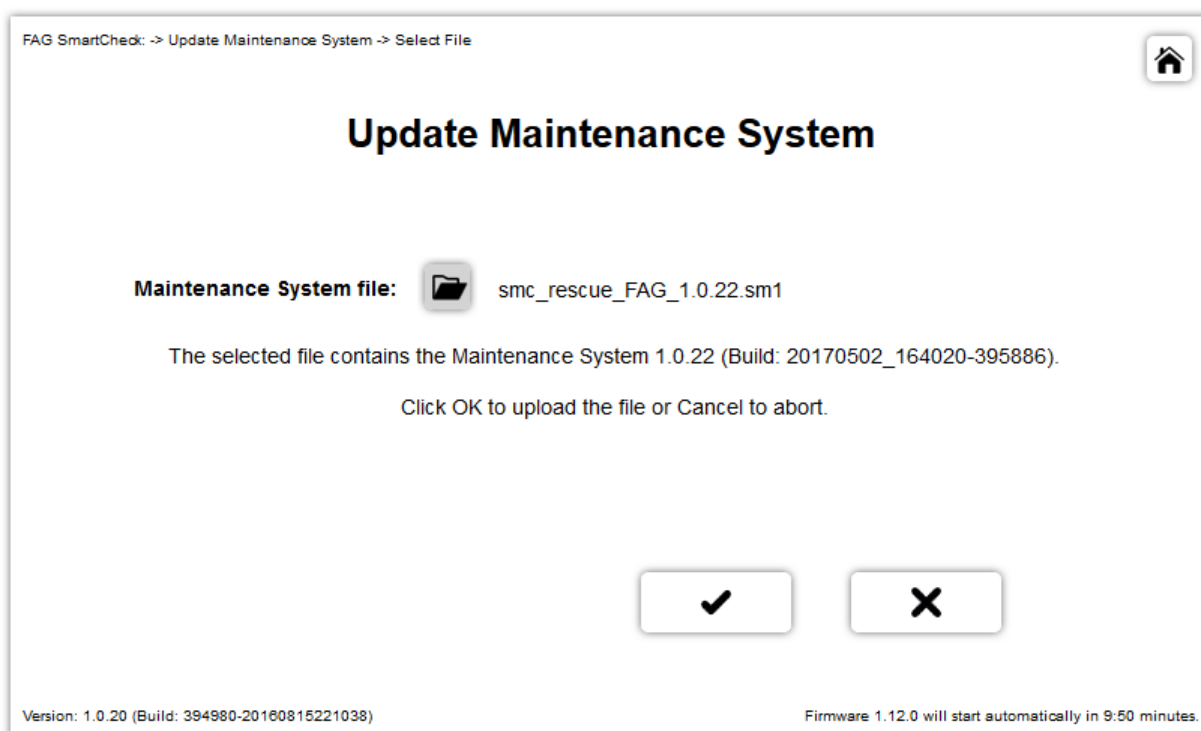 FAG SmartCheck: -> Update Maintenance System -> Select File
Update Maintenance System
Maintenance System file: smc_rescue_FAG_1.0.22.sm1
The selected file contains the Maintenance System 1.0.22 (Build: 20170502_164020-395886).
Click OK to upload the file or Cancel to abort.
Version: 1.0.20 (Build: 394980-20160815221038) Firmware 1.12.0 will start automatically in 9:50 minutes.